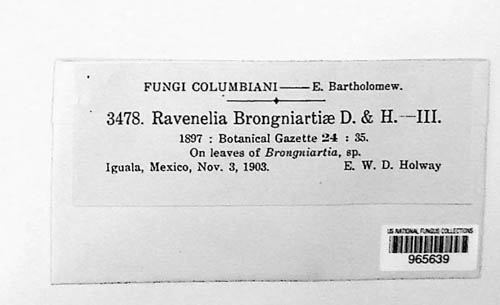 FUNGI COLUMBIANI—E. Bartholomew.
3478. Ravenelia Brongniartiæ D. & H.—III.
1897 : Botanical Gazette 24 : 35.
On leaves of Brongniartia, sp.
Iguala, Mexico, Nov. 3, 1903. E. W. D. Holway
US NATIONAL FUNGUS COLLECTIONS
965639